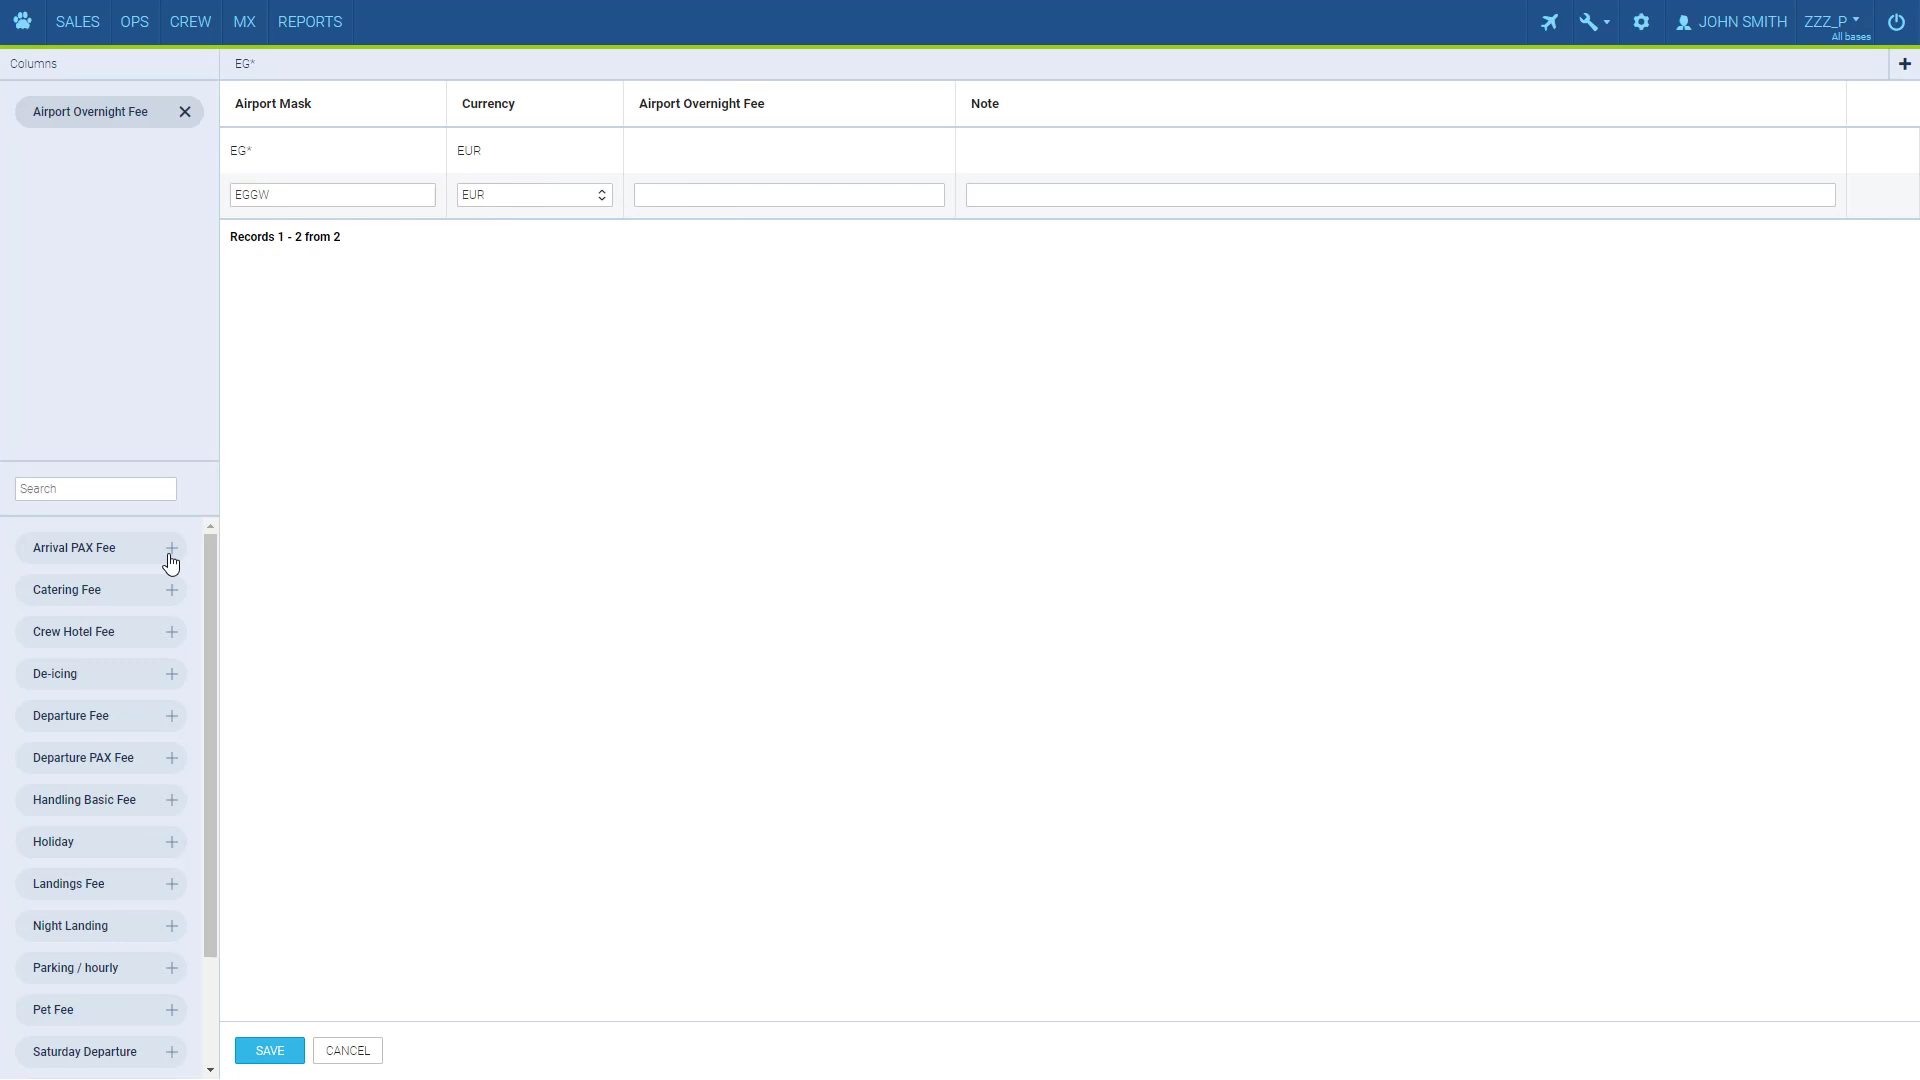 SALES OPS CREW MX REPORTS JOHN SMITH ZZZ_P
All bases
Columns EG*
Airport Overnight Fee
Airport Mask Currency Airport Overnight Fee Note
EG* EUR
EGGW EUR
Records 1 - 2 from 2
Search
Arrival PAX Fee
Catering Fee
Crew Hotel Fee
De-icing
Departure Fee
Departure PAX Fee
Handling Basic Fee
Holiday
Landings Fee
Night Landing
Parking / hourly
Pet Fee
Saturday Departure
SAVE CANCEL